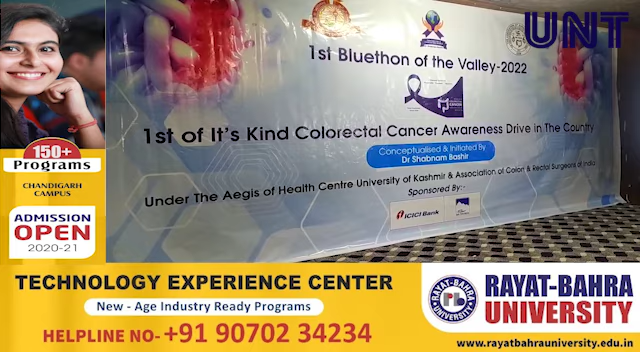 UNT
1st Bluethon of the Valley-2022
1st of It's Kind Colorectal Cancer Awareness Drive in The Country
Conceptualised & Initiated By
Dr Shabnam Bashir
Under The Aegis of Health Centre University of Kashmir & Association of Colon & Rectal Surgeons of India
Sponsored By:-
ICICI Bank
150+
Programs
CHANDIGARH
CAMPUS
ADMISSION
OPEN
2020-21
TECHNOLOGY EXPERIENCE CENTER
New - Age Industry Ready Programs
HELPLINE NO- +91 90702 34234
RAYAT-BAHRA
UNIVERSITY
RAYAT-BAHRA
UNIVERSITY
www.rayatbahrauniversity.edu.in